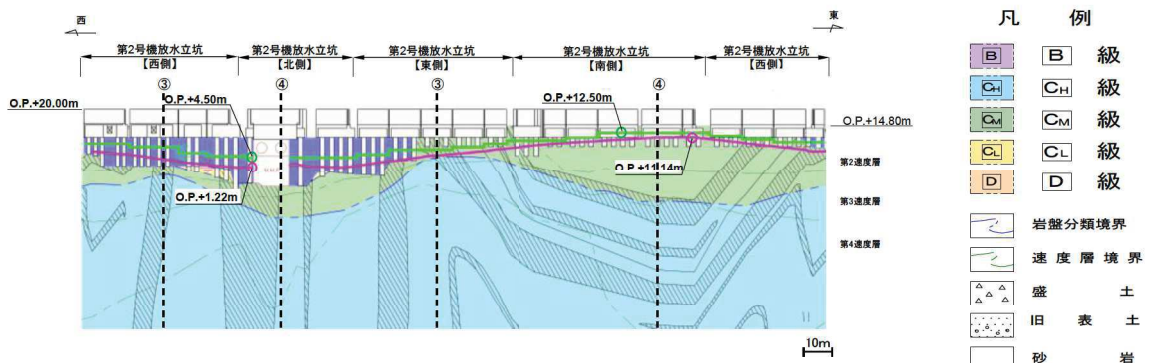 西
東
第2号機放水立坑
【西側】
第2号機放水立坑
【北側】
第2号機放水立坑
【東側】
第2号機放水立坑
【南側】
第2号機放水立坑
【西側】
③
④
③
④
O.P.+20.00m
O.P.+4.50m
O.P.+12.50m
O.P.+14.80m
O.P.+1.22m
第2速度層
第3速度層
第4速度層
10m
凡 例
B B 級
CH CH 級
CM CM 級
CL CL 級
D D 級
岩盤分類境界
速度層境界
盛 土
旧 表 土
砂 岩